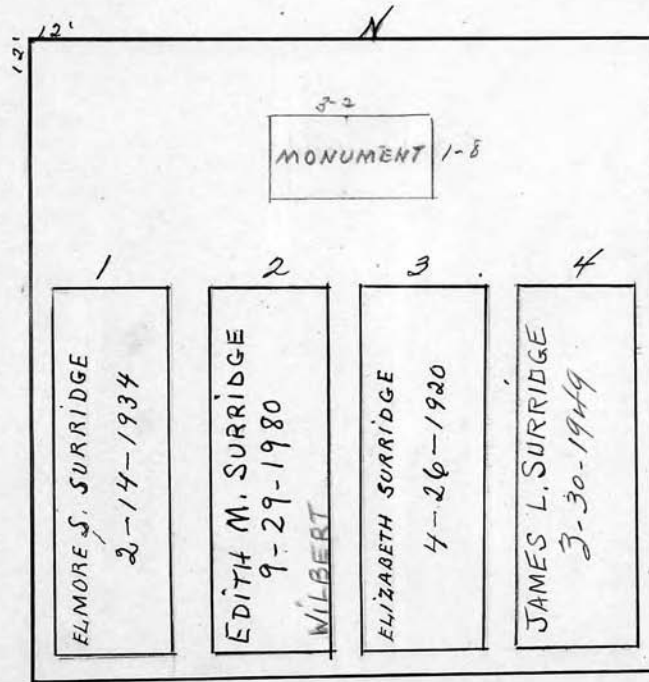 12' N
12'
3-2
MONUMENT 1-8
1 2 3 4
ELMORE S. SURRIDGE
2-14-1934
EDITH M. SURRIDGE
9-29-1980
WILBERT
ELIZABETH SURRIDGE
4-26-1920
JAMES L. SURRIDGE
3-30-1949